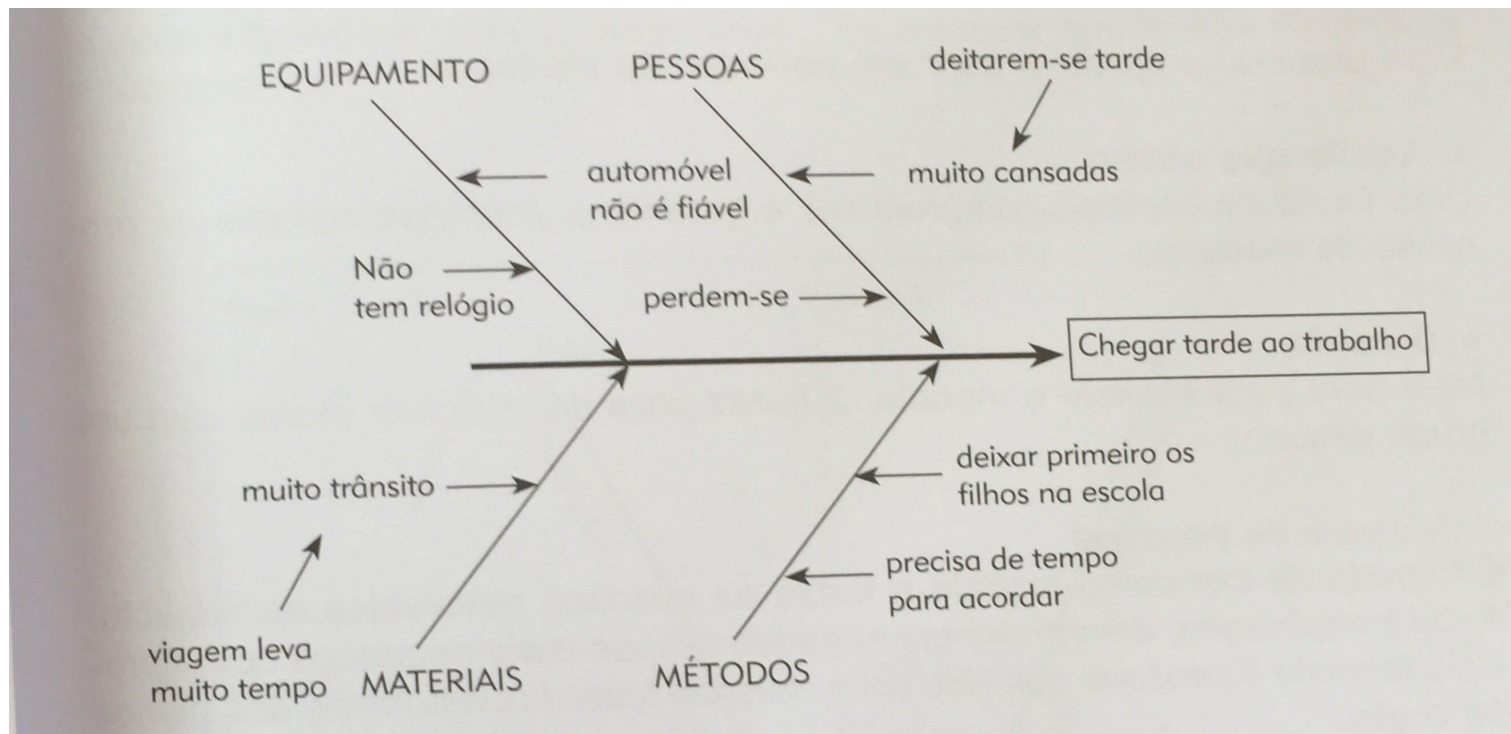 EQUIPAMENTO
PESSOAS
deitarem-se tarde
automóvel
não é fiável
muito cansadas
Não
tem relógio
perdem-se
Chegar tarde ao trabalho
muito trânsito
deixar primeiro os
filhos na escola
precisa de tempo
para acordar
viagem leva
muito tempo
MATERIAIS
MÉTODOS